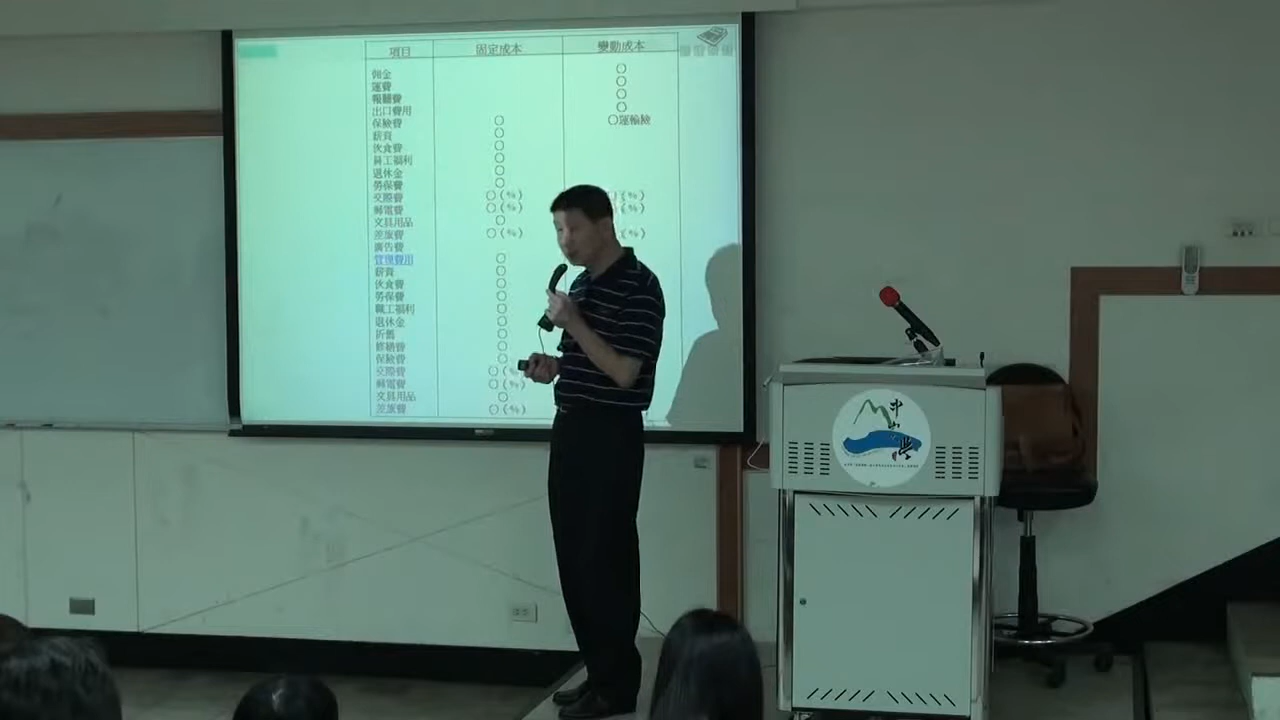 項目 固定成本 變動成本
佣金 ○
運費 ○
報關費 ○
出口費用 ○
保險費 ○ ○運輸險
薪資 ○
伙食費 ○
員工福利 ○
退休金 ○
勞保費 ○
交際費 ○(%) (%)
郵電費 ○(%) (%)
文具用品 ○
差旅費 ○(%) (%)
廣告費
管理費用 ○
薪資 ○
伙食費 ○
勞保費 ○
職工福利 ○
退休金 ○
折舊 ○
修繕費 ○
保險費 ○
交際費 ○(%)
郵電費 ○(%)
文具用品 ○
差旅費 ○(%)
中興